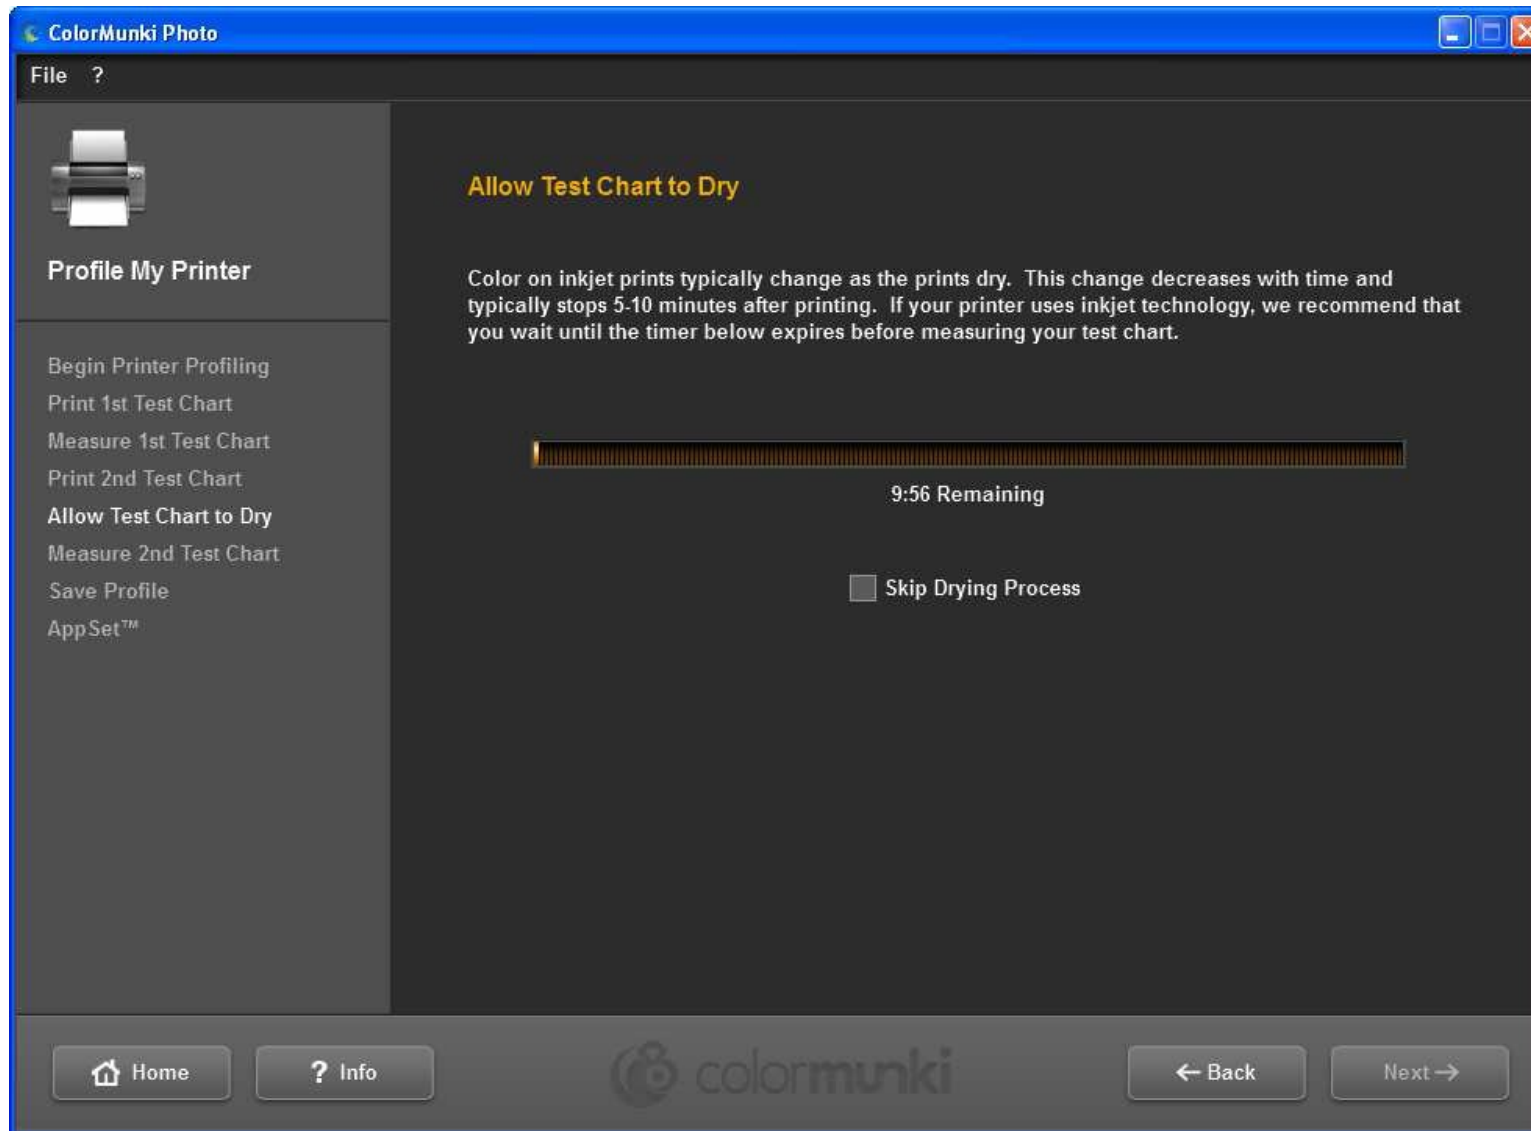 ColorMunki Photo
File ?
Profile My Printer
Begin Printer Profiling
Print 1st Test Chart
Measure 1st Test Chart
Print 2nd Test Chart
Allow Test Chart to Dry
Measure 2nd Test Chart
Save Profile
AppSet™
Allow Test Chart to Dry
Color on inkjet prints typically change as the prints dry. This change decreases with time and
typically stops 5-10 minutes after printing. If your printer uses inkjet technology, we recommend that
you wait until the timer below expires before measuring your test chart.
9:56 Remaining
Skip Drying Process
Home ? Info colormunki ← Back Next →